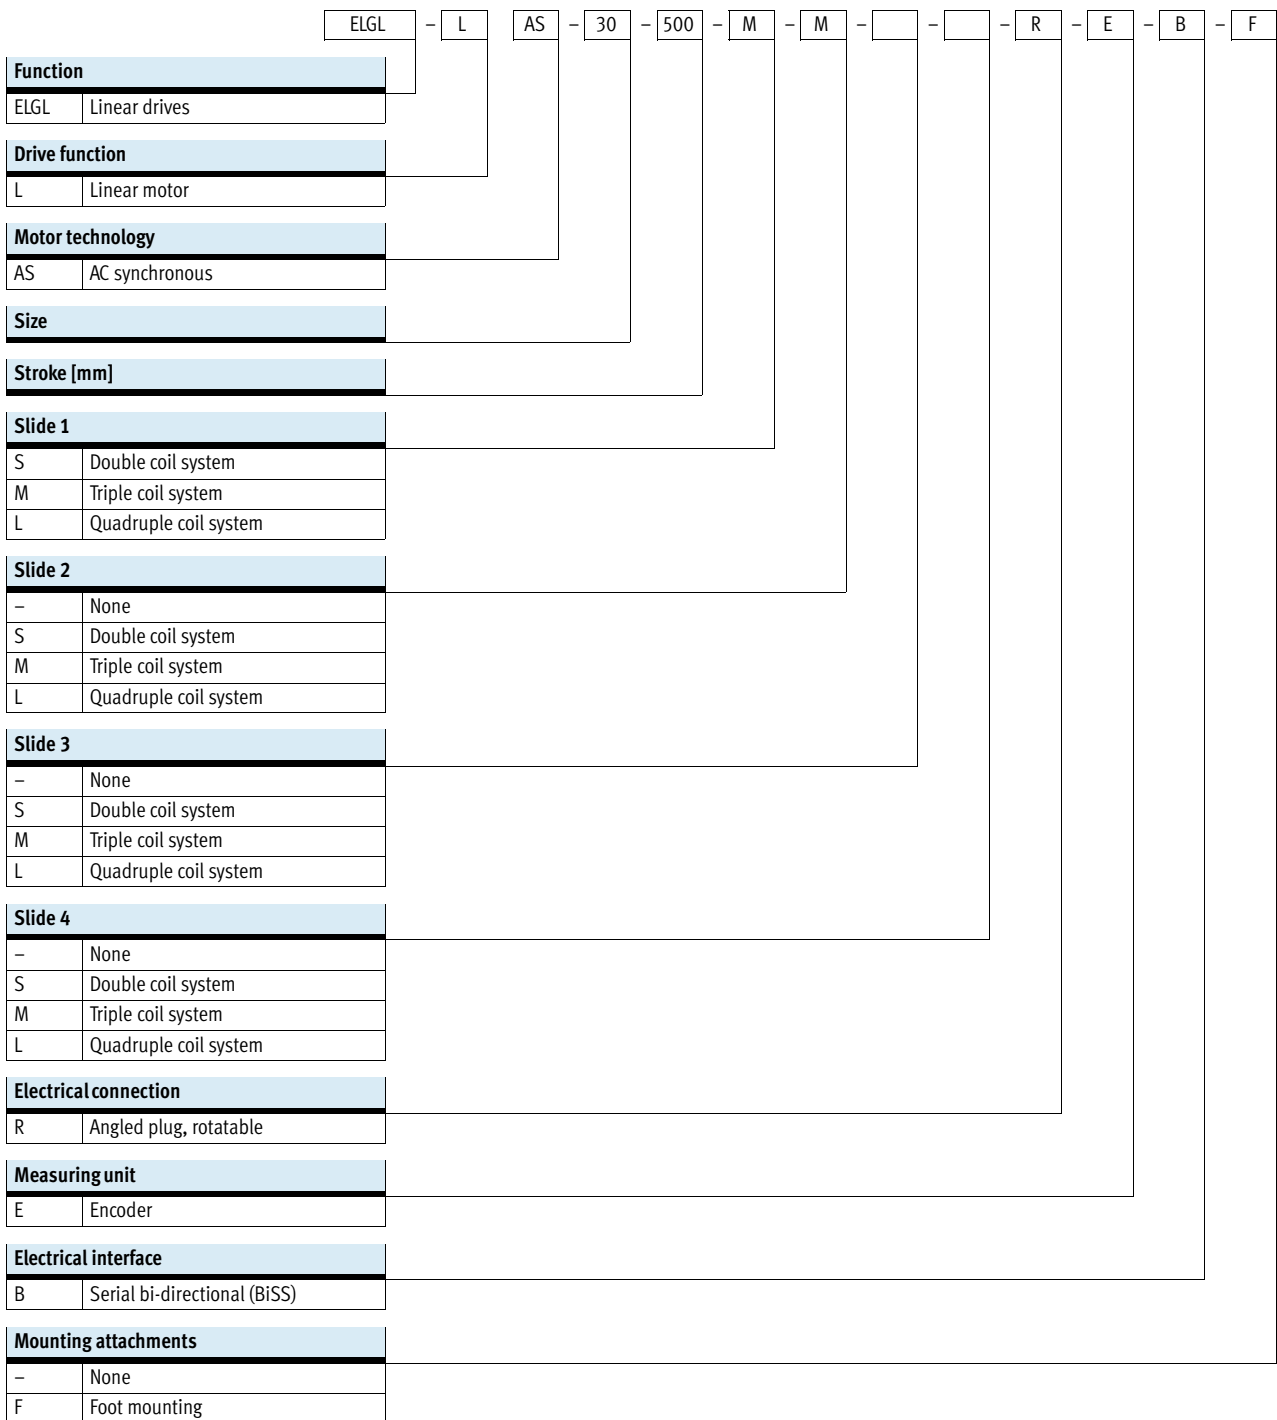 ELGL – L AS – 30 – 500 – M – M – – – R – E – B – F
Function
ELGL Linear drives
Drive function
L Linear motor
Motor technology
AS AC synchronous
Size
Stroke [mm]
Slide 1
S Double coil system
M Triple coil system
L Quadruple coil system
Slide 2
– None
S Double coil system
M Triple coil system
L Quadruple coil system
Slide 3
– None
S Double coil system
M Triple coil system
L Quadruple coil system
Slide 4
– None
S Double coil system
M Triple coil system
L Quadruple coil system
Electrical connection
R Angled plug, rotatable
Measuring unit
E Encoder
Electrical interface
B Serial bi-directional (BiSS)
Mounting attachments
– None
F Foot mounting